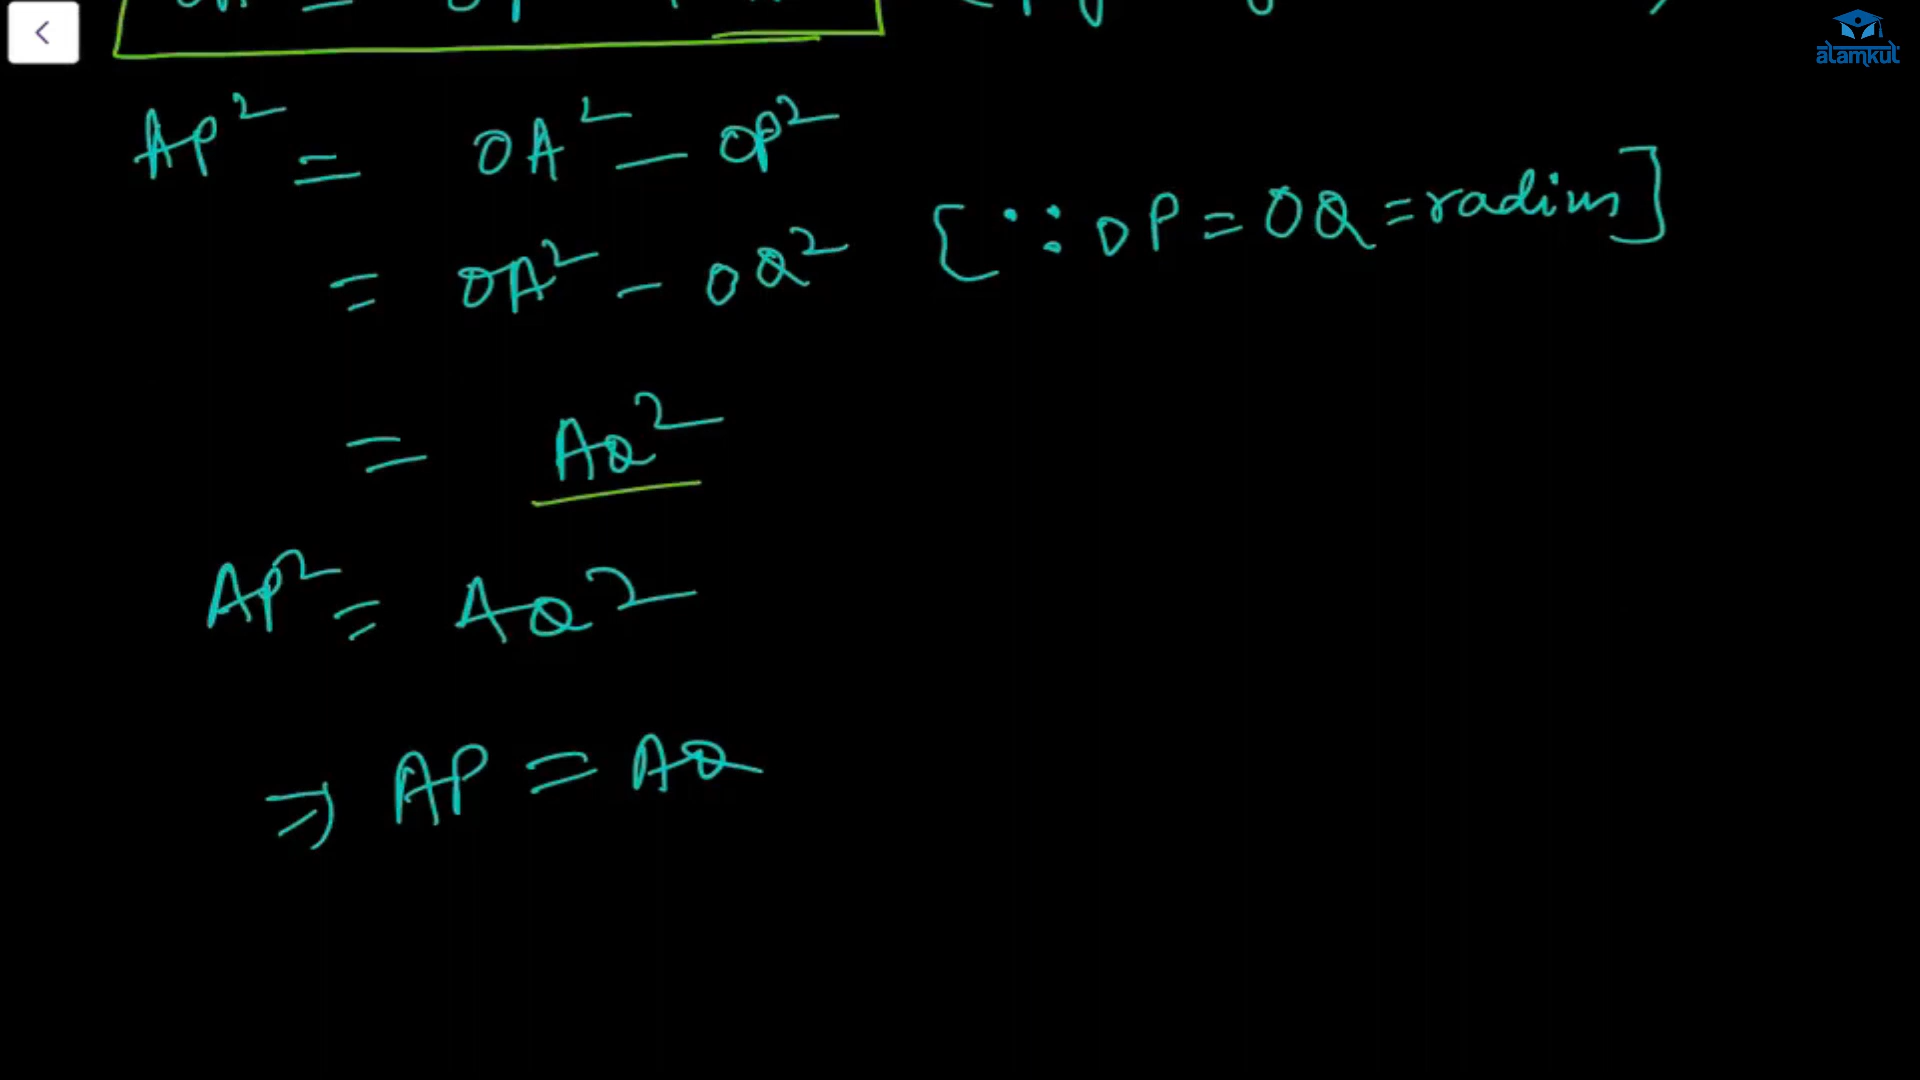 alamkul
AP² = OA² - OP²
= OA² - OQ² [∵ OP = OQ = radius]
= AQ²
AP² = AQ²
⇒ AP = AQ